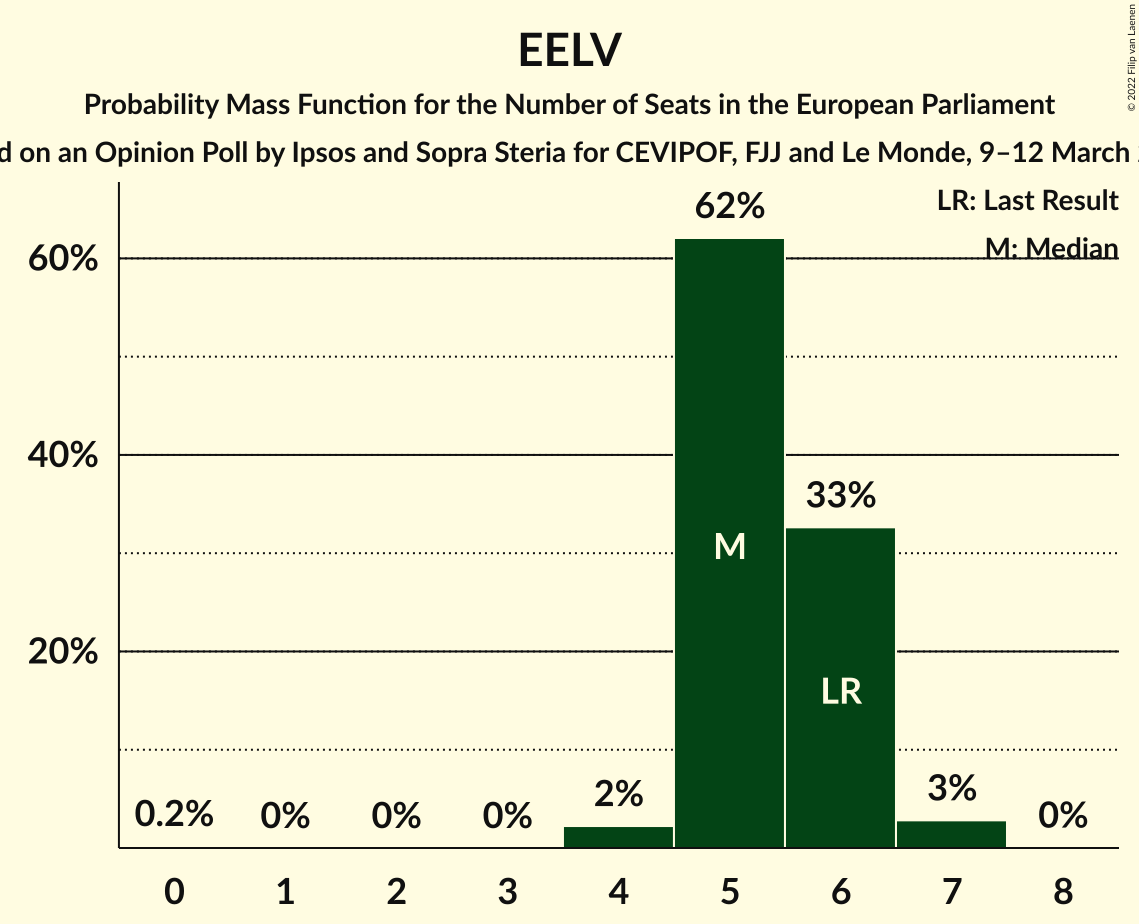 EELV
Probability Mass Function for the Number of Seats in the European Parliament
d on an Opinion Poll by Ipsos and Sopra Steria for CEVIPOF, FJJ and Le Monde, 9–12 March
© 2022 Filip van Laenen
LR: Last Result
M: Median
60%
40%
20%
0.2%
0%
0%
0%
2%
62%
33%
3%
0%
M
LR
0
1
2
3
4
5
6
7
8